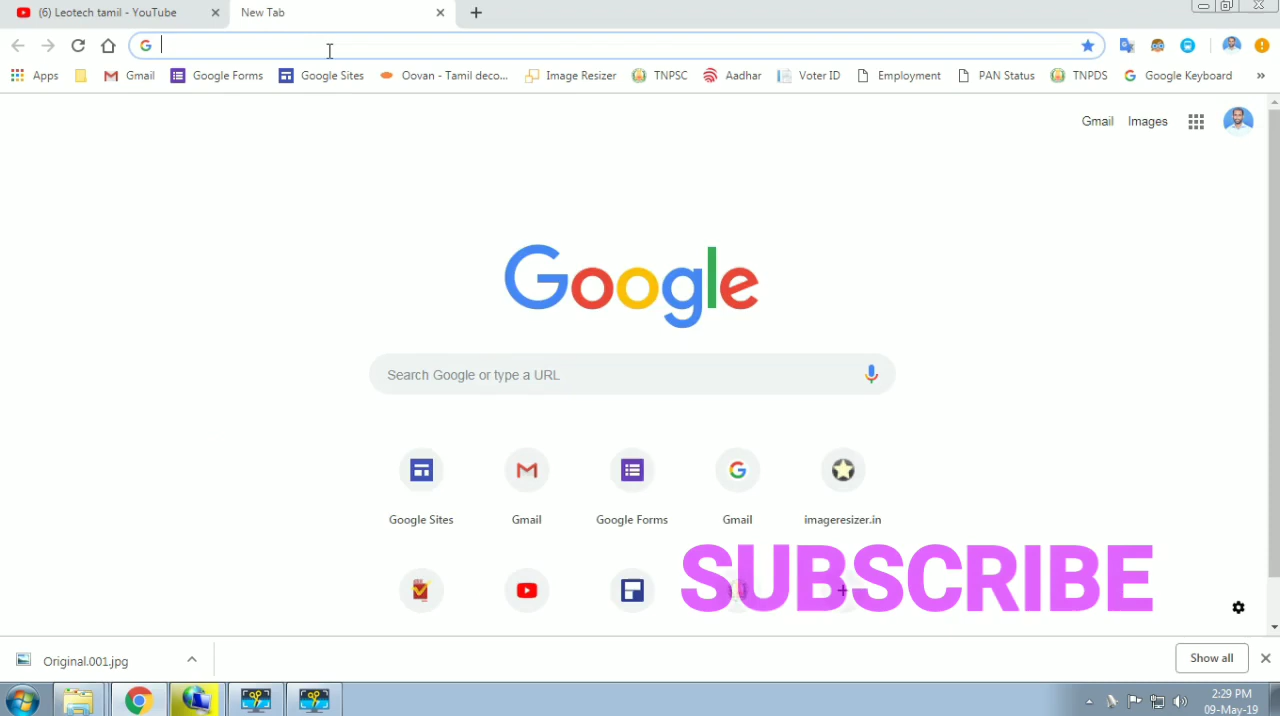 (6) Leotech tamil - YouTube
New Tab
Apps
Gmail
Google Forms
Google Sites
Oovan - Tamil deco...
Image Resizer
TNPSC
Aadhar
Voter ID
Employment
PAN Status
TNPDS
Google Keyboard
»
Gmail
Images
Google
Search Google or type a URL
Google Sites
Gmail
Google Forms
Gmail
imageresizer.in
SUBSCRIBE
Original.001.jpg
Show all
2:29 PM
09-May-19